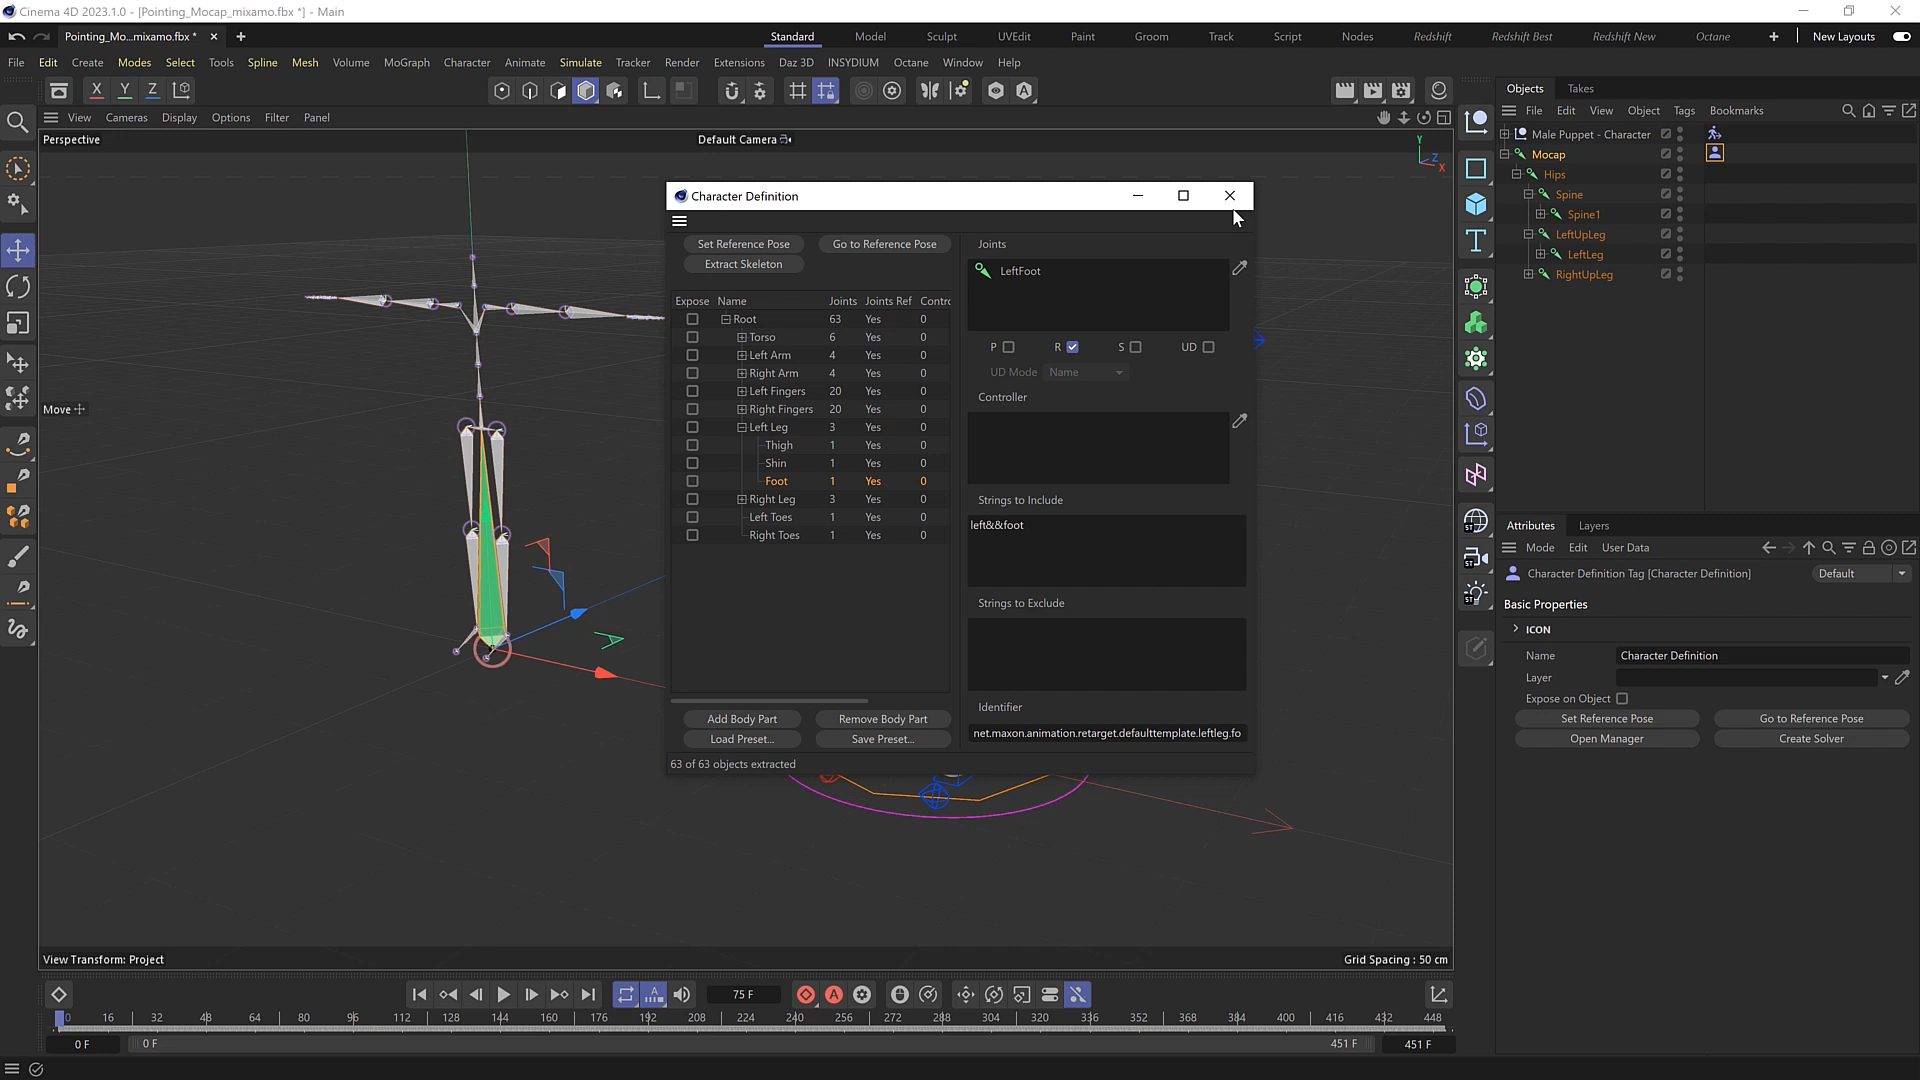 Cinema 4D 2023.1.0 - [Pointing_Mocap_mixamo.fbx *] - Main
Pointing_Mo...mixamo.fbx *
Standard Model Sculpt UVEdit Paint Groom Track Script Nodes Redshift Redshift Best Redshift New Octane New Layouts
File Edit Create Modes Select Tools Spline Mesh Volume MoGraph Character Animate Simulate Tracker Render Extensions Daz 3D INSYDIUM Octane Window Help
X Y Z
View Cameras Display Options Filter Panel
Perspective
Default Camera
Y
Z
X
Move
Character Definition
Set Reference Pose Go to Reference Pose
Extract Skeleton
Expose Name Joints Joints Ref Contro
Root 63 Yes 0
Torso 6 Yes 0
Left Arm 4 Yes 0
Right Arm 4 Yes 0
Left Fingers 20 Yes 0
Right Fingers 20 Yes 0
Left Leg 3 Yes 0
Thigh 1 Yes 0
Shin 1 Yes 0
Foot 1 Yes 0
Right Leg 3 Yes 0
Left Toes 1 Yes 0
Right Toes 1 Yes 0
Add Body Part Remove Body Part
Load Preset... Save Preset...
63 of 63 objects extracted
Joints
LeftFoot
P R S UD
UD Mode Name
Controller
Strings to Include
left&&foot
Strings to Exclude
Identifier
net.maxon.animation.retarget.defaulttemplate.leftleg.fo
View Transform: Project
Grid Spacing : 50 cm
75 F
A
0 16 32 48 64 80 96 112 128 144 160 176 192 208 224 240 256 272 288 304 320 336 352 368 384 400 416 432 448
0 F 0 F 451 F 451 F
Objects Takes
File Edit View Object Tags Bookmarks
Male Puppet - Character
Mocap
Hips
Spine
Spine1
LeftUpLeg
LeftLeg
RightUpLeg
ST
ST
ST
Attributes Layers
Mode Edit User Data
Character Definition Tag [Character Definition] Default
Basic Properties
ICON
Name Character Definition
Layer
Expose on Object
Set Reference Pose Go to Reference Pose
Open Manager Create Solver